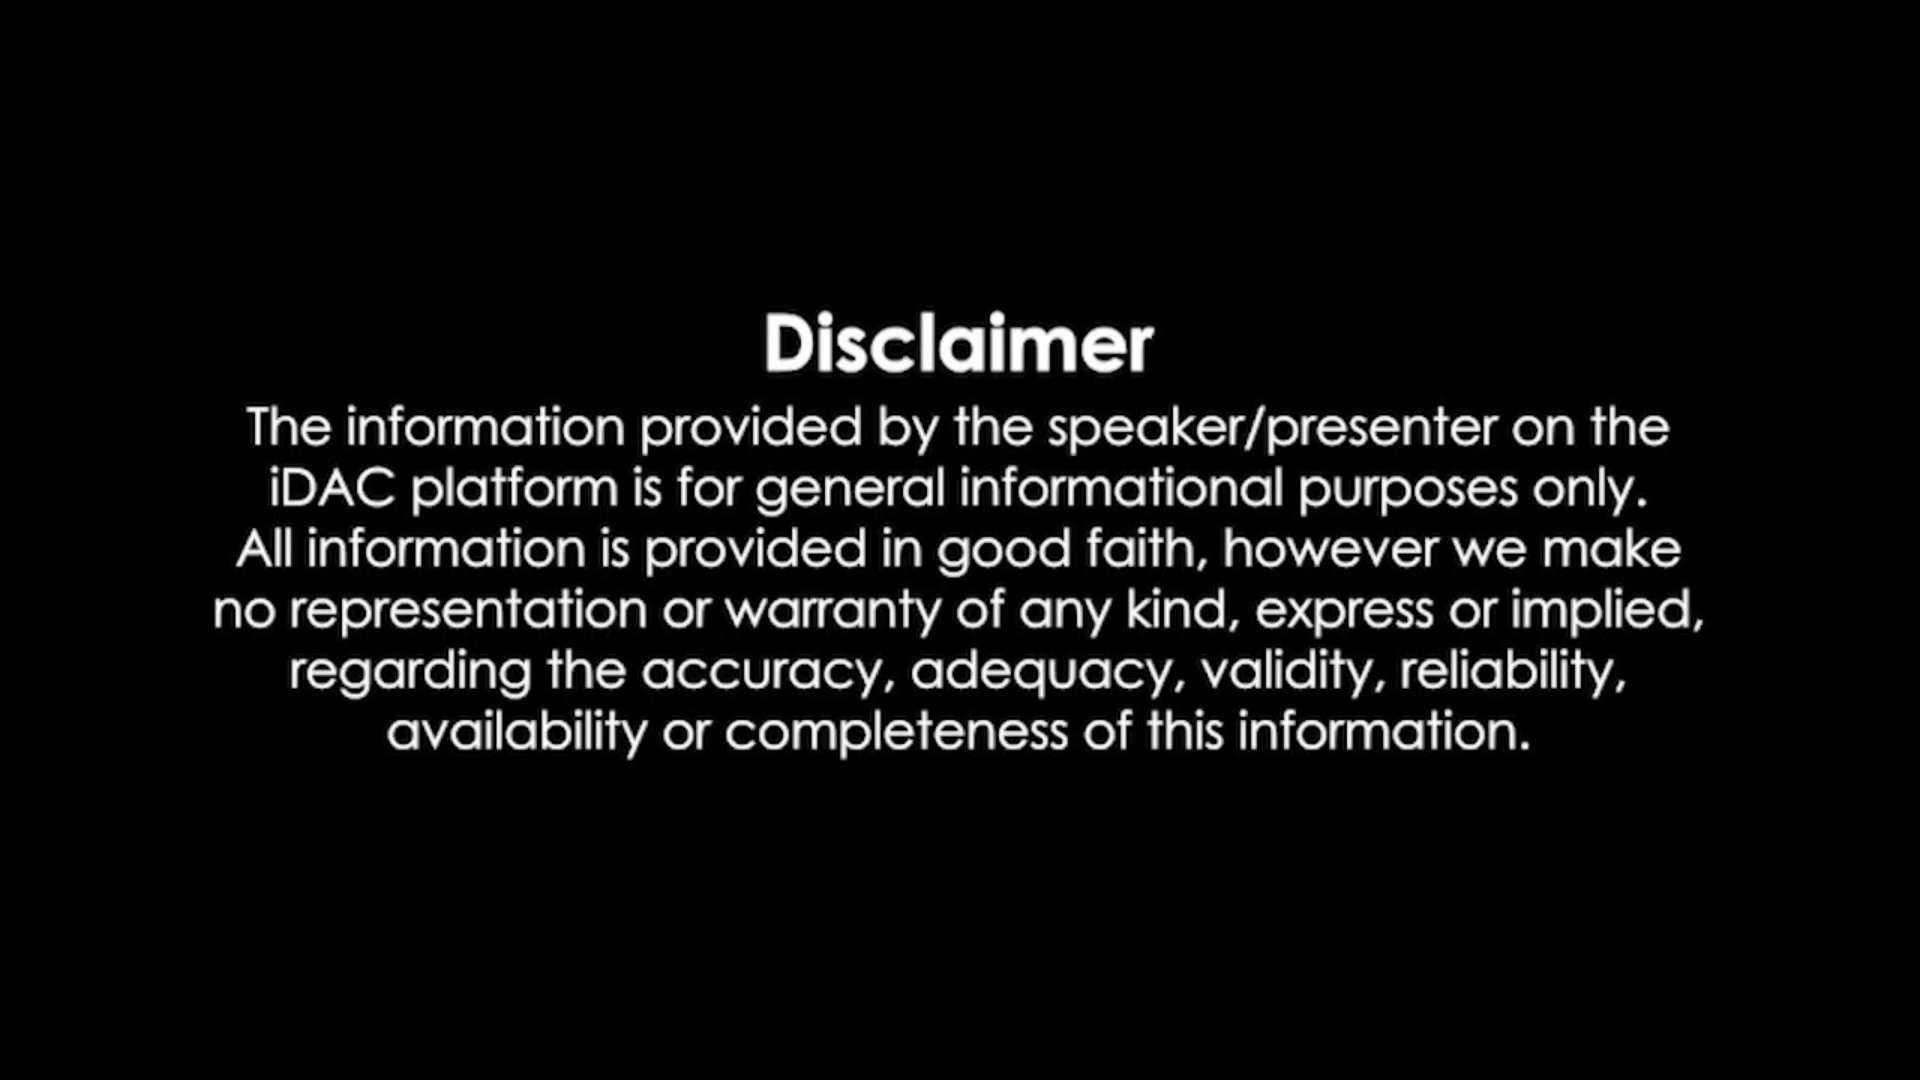 Disclaimer
The information provided by the speaker/presenter on the
iDAC platform is for general informational purposes only.
All information is provided in good faith, however we make
no representation or warranty of any kind, express or implied,
regarding the accuracy, adequacy, validity, reliability,
availability or completeness of this information.